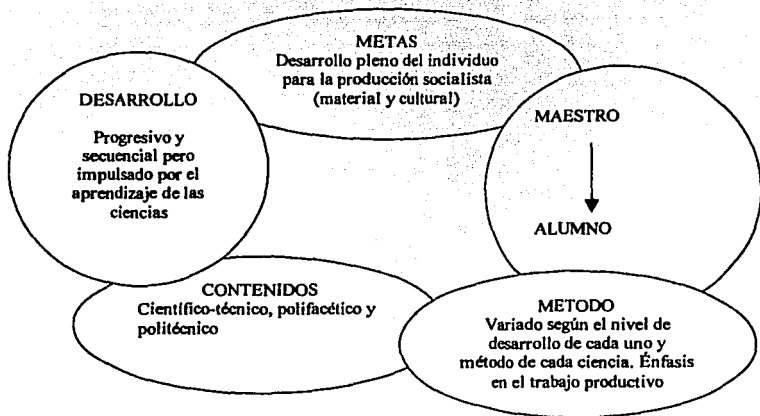 METAS
Desarrollo pleno del individuo
para la producción socialista
(material y cultural)
DESARROLLO
Progresivo y
secuencial pero
impulsado por el
aprendizaje de las
ciencias
MAESTRO
ALUMNO
CONTENIDOS
Científico-técnico, polifacético y
politécnico
METODO
Variado según el nivel de
desarrollo de cada uno y
método de cada ciencia. Énfasis
en el trabajo productivo